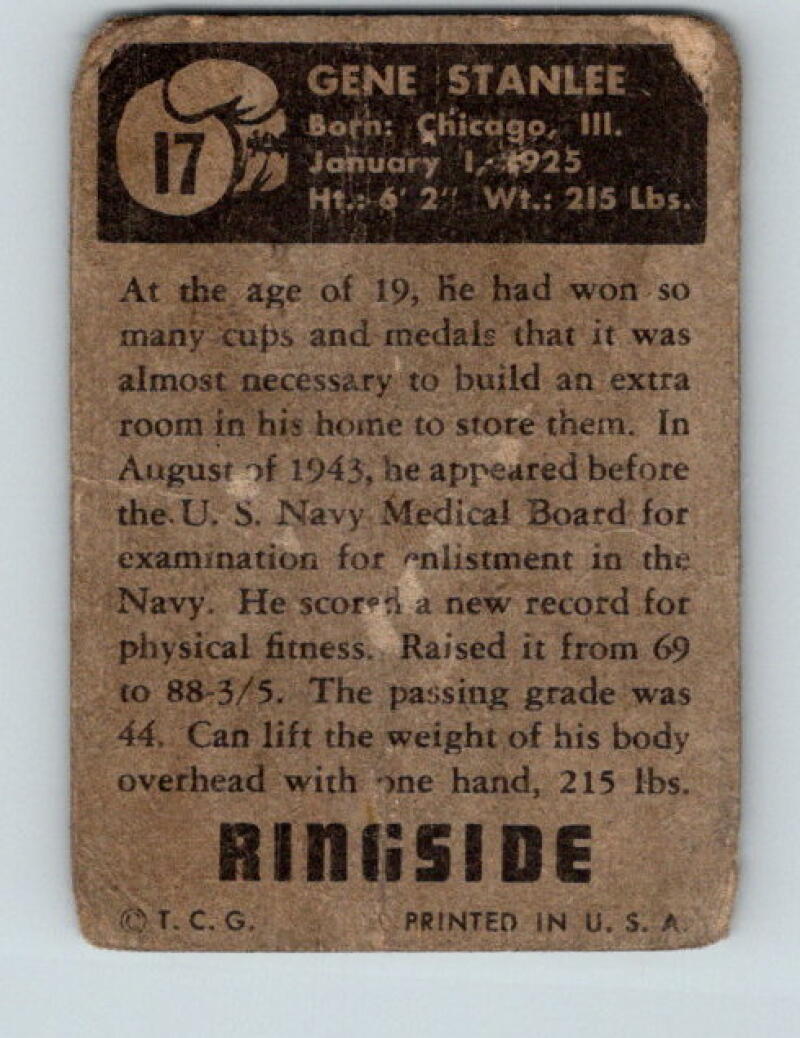 17
GENE STANLEE
Born: Chicago, Ill.
January 1, 1925
Ht.: 6' 2" Wt.: 215 Lbs.
At the age of 19, he had won so
many cups and medals that it was
almost necessary to build an extra
room in his home to store them. In
August of 1943, he appeared before
the U. S. Navy Medical Board for
examination for enlistment in the
Navy. He scored a new record for
physical fitness. Raised it from 69
to 88-3/5. The passing grade was
44. Can lift the weight of his body
overhead with one hand, 215 lbs.
RINGSIDE
© T. C. G. PRINTED IN U. S. A.